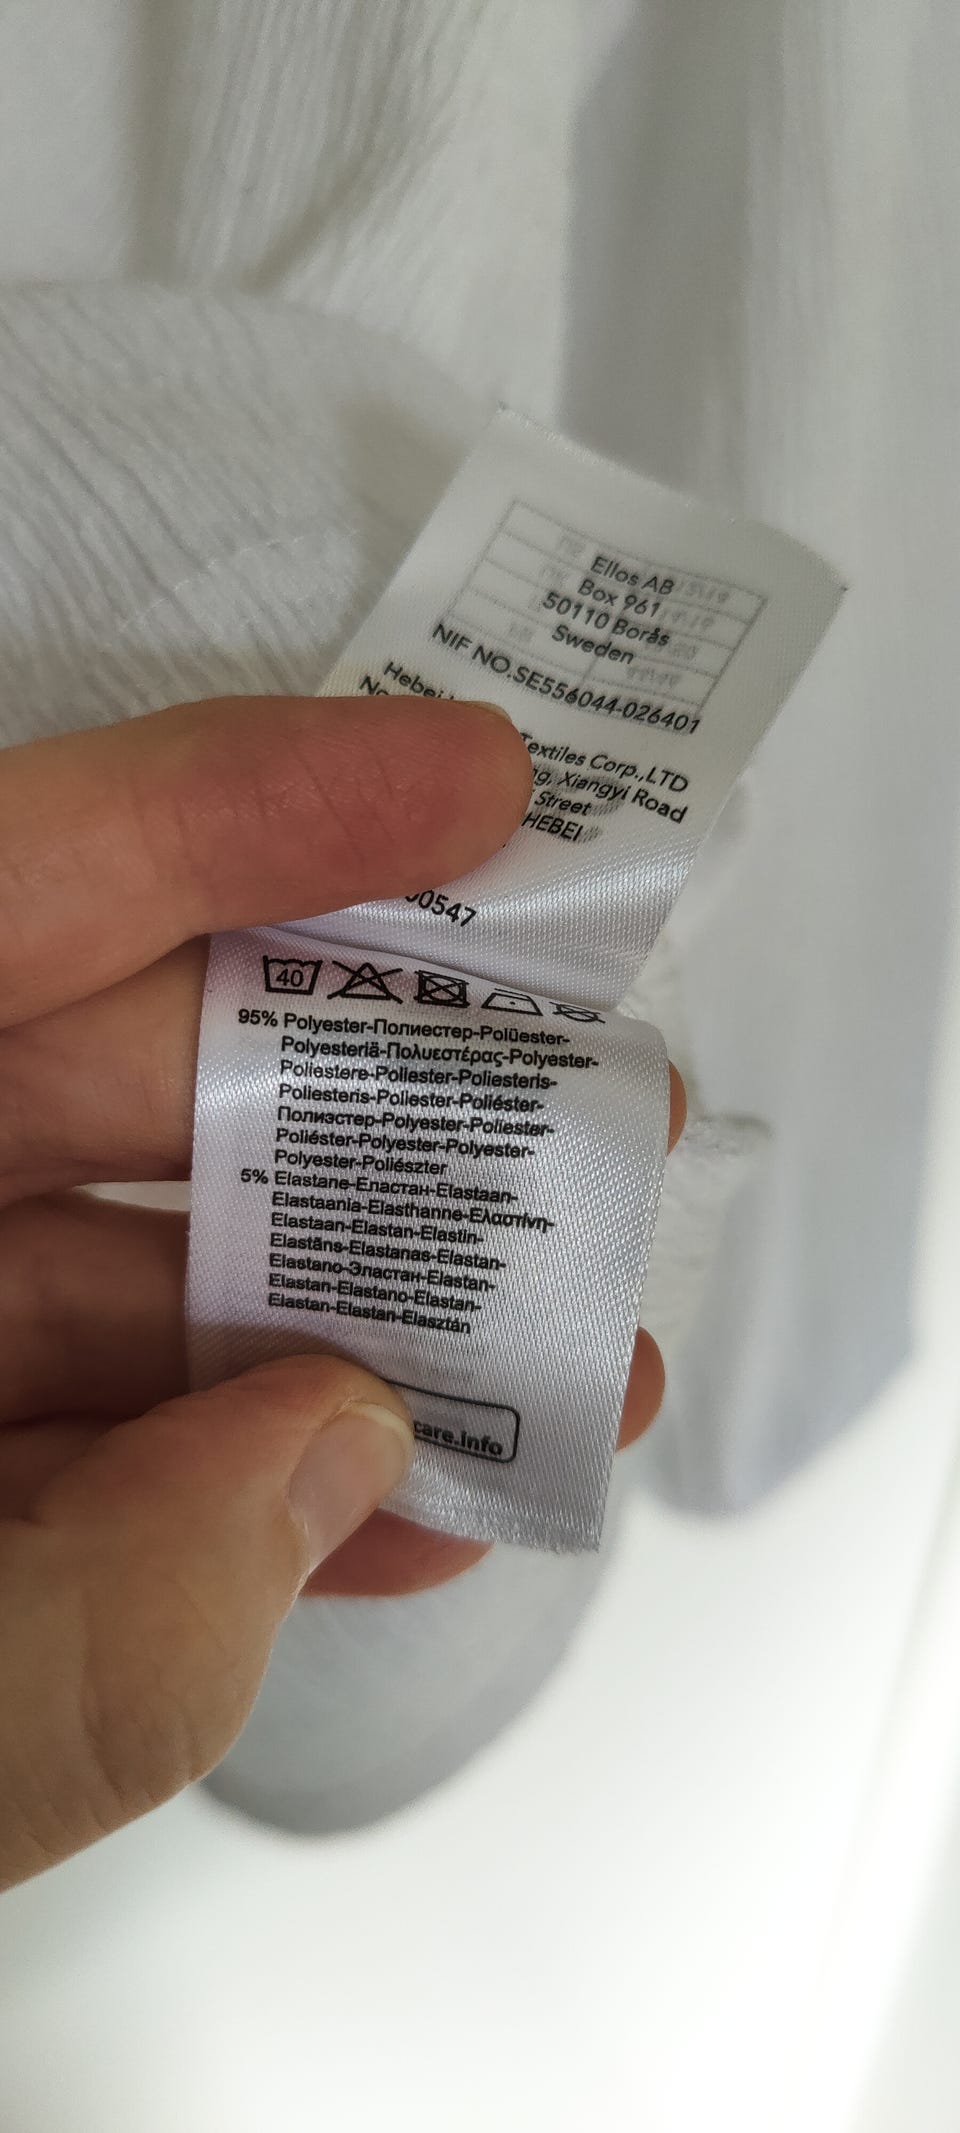 Ellos AB
Box 961
50110 Borås
Sweden
NIF NO.SE556044-026401
Hebei Textiles Corp.,LTD
Xiangyi Road
Street
HEBEI
0547
40
95% Polyester-Полиестер-Polüester-
Polyesteriä-Πολυεστέρας-Polyester-
Poliestere-Poliester-Poliesteris-
Poliesteris-Poliester-Poliéster-
Полиэстер-Polyester-Poliester-
Poliéster-Polyester-Polyester-
Polyester-Poliészter
5% Elastane-Еластан-Elastaan-
Elastaania-Elasthanne-Ελαστίνη-
Elastaan-Elastan-Elastin-
Elastāns-Elastanas-Elastan-
Elastano-Эластан-Elastan-
Elastan-Elastano-Elastan-
Elastan-Elastan-Elasztán
care.info